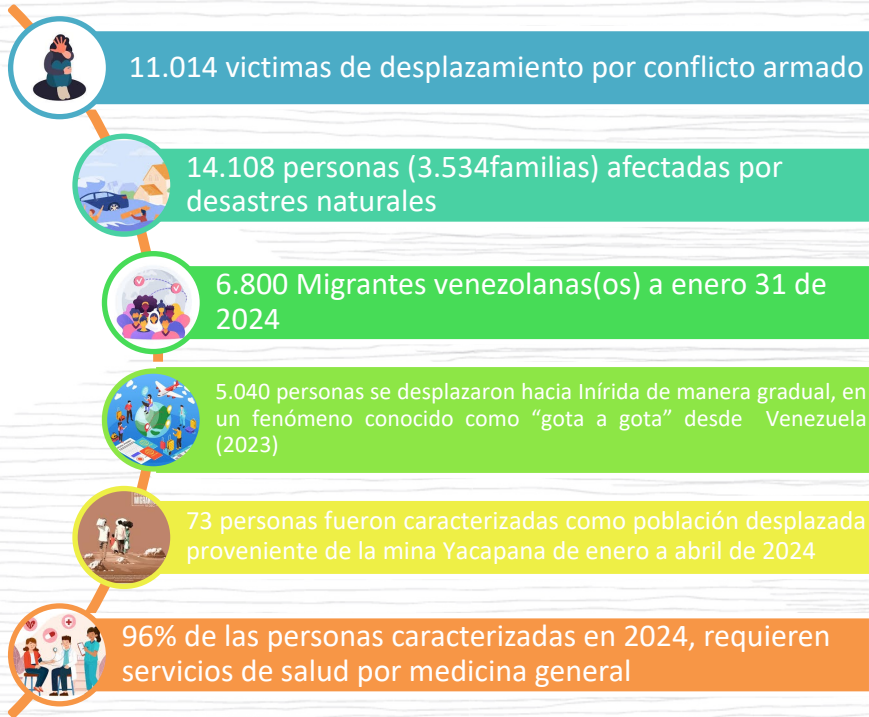 11.014 victimas de desplazamiento por conflicto armado
14.108 personas (3.534familias) afectadas por
desastres naturales
6.800 Migrantes venezolanas(os) a enero 31 de
2024
5.040 personas se desplazaron hacia Inírida de manera gradual, en
un fenómeno conocido como “gota a gota” desde Venezuela
(2023)
MIGRAN
73 personas fueron caracterizadas como población desplazada
proveniente de la mina Yacapana de enero a abril de 2024
96% de las personas caracterizadas en 2024, requieren
servicios de salud por medicina general